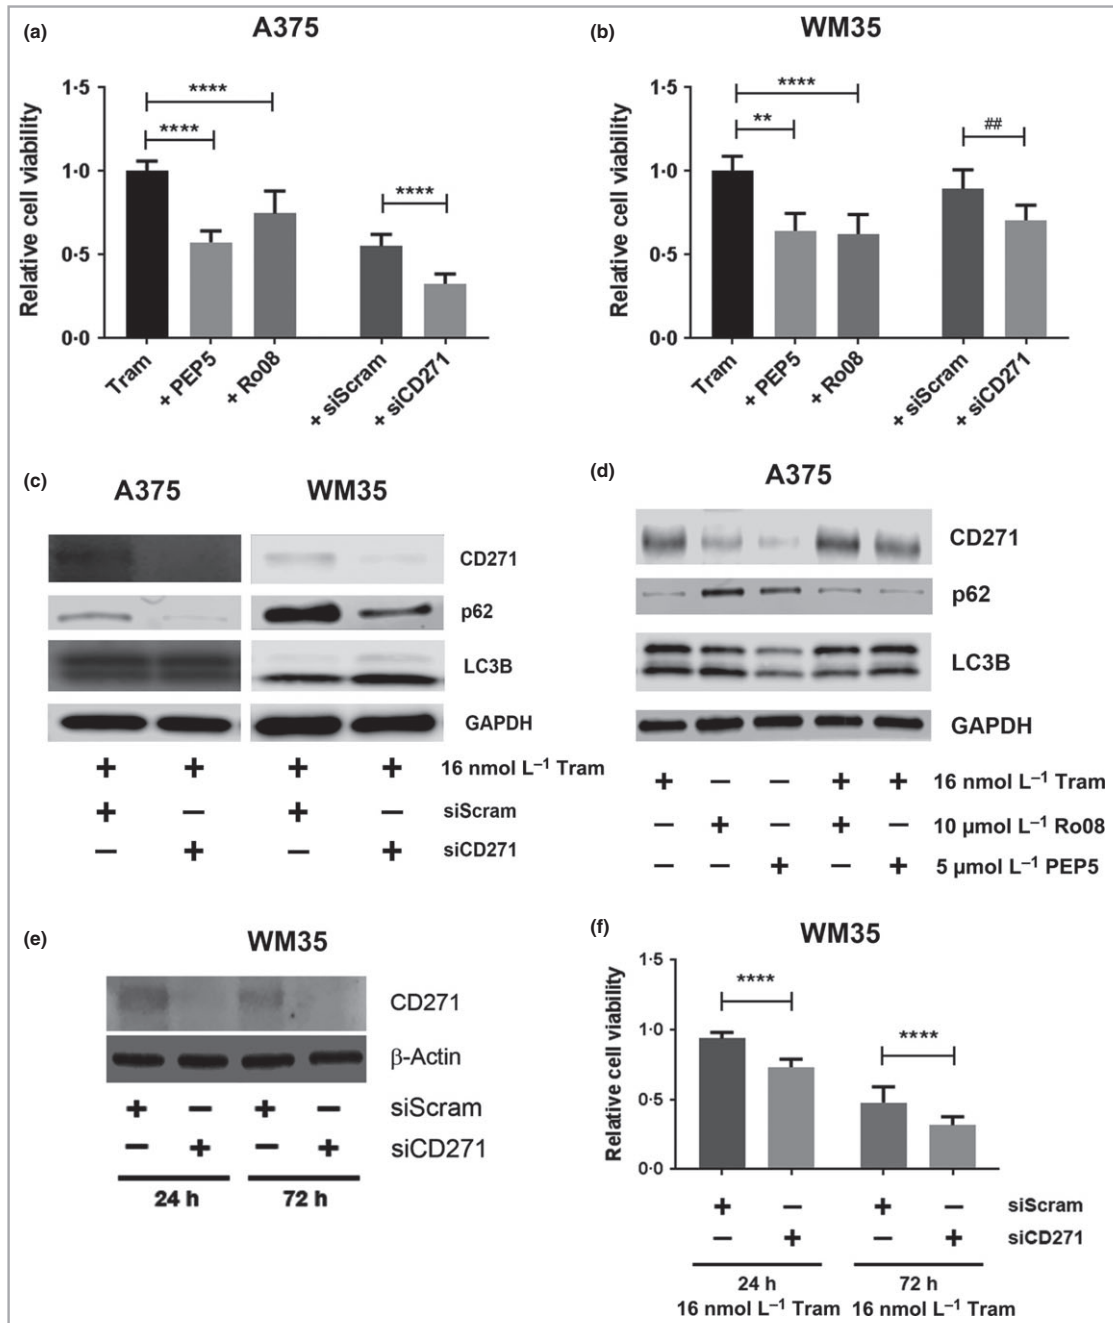 (a)
A375
Relative cell viability
1·5
1·0
0·5
0·0
****
****
****
Tram
+ PEP5
+ Ro08
+ siScram
+ siCD271
(b)
WM35
Relative cell viability
1·5
1·0
0·5
0·0
****
**
##
Tram
+ PEP5
+ Ro08
+ siScram
+ siCD271
(c)
A375 WM35
CD271
p62
LC3B
GAPDH
+ + + + 16 nmol L⁻¹ Tram
+ − + − siScram
− + − + siCD271
(d)
A375
CD271
p62
LC3B
GAPDH
+ − − + + 16 nmol L⁻¹ Tram
− + − + − 10 µmol L⁻¹ Ro08
− − + − + 5 µmol L⁻¹ PEP5
(e)
WM35
CD271
β-Actin
+ − + − siScram
− + − + siCD271
24 h 72 h
(f)
WM35
Relative cell viability
1·5
1·0
0·5
0·0
****
****
+ − + − siScram
− + − + siCD271
24 h 72 h
16 nmol L⁻¹ Tram 16 nmol L⁻¹ Tram